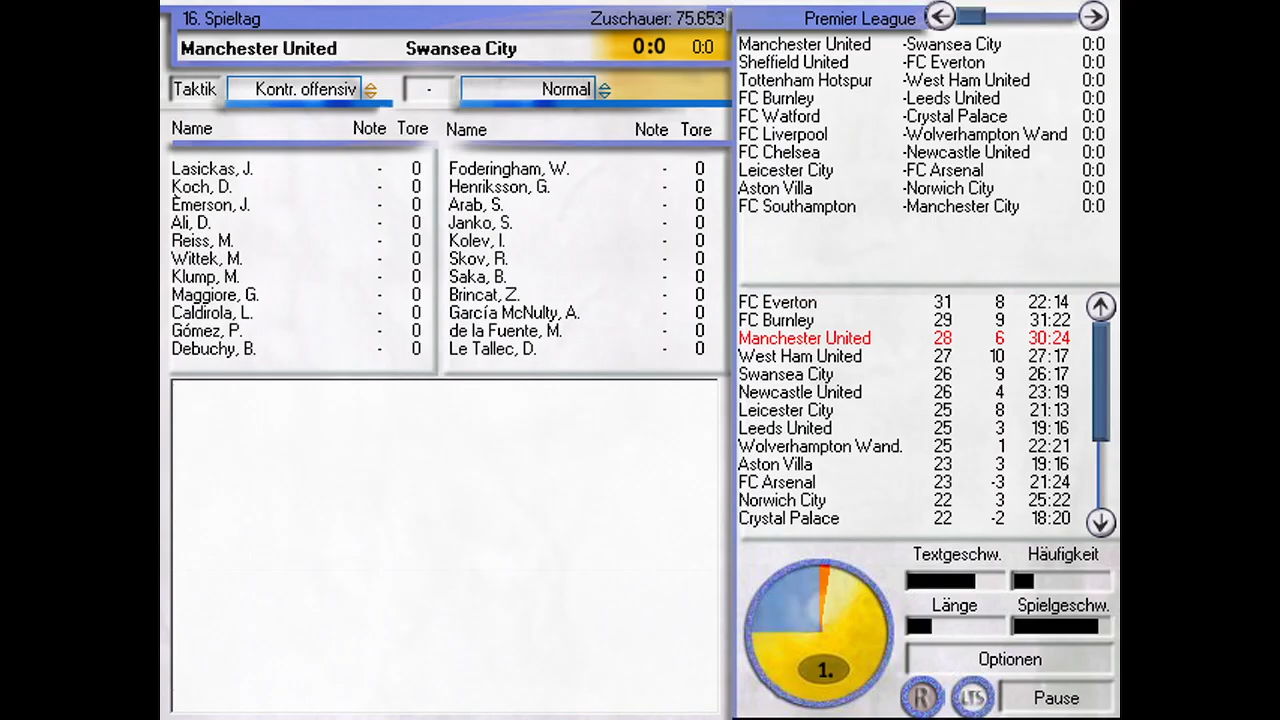 16. Spieltag Zuschauer: 75.653
Manchester United Swansea City 0:0 0:0
Taktik Kontr. offensiv - Normal
Name Note Tore Name Note Tore
Lasickas, J. - 0 Foderingham, W. - 0
Koch, D. - 0 Henriksson, G. - 0
Èmerson, J. - 0 Arab, S. - 0
Ali, D. - 0 Janko, S. - 0
Reiss, M. - 0 Kolev, I. - 0
Wittek, M. - 0 Skov, R. - 0
Klump, M. - 0 Saka, B. - 0
Maggiore, G. - 0 Brincat, Z. - 0
Caldirola, L. - 0 García McNulty, A. - 0
Gómez, P. - 0 de la Fuente, M. - 0
Debuchy, B. - 0 Le Tallec, D. - 0
Premier League
Manchester United -Swansea City 0:0
Sheffield United -FC Everton 0:0
Tottenham Hotspur -West Ham United 0:0
FC Burnley -Leeds United 0:0
FC Watford -Crystal Palace 0:0
FC Liverpool -Wolverhampton Wand 0:0
FC Chelsea -Newcastle United 0:0
Leicester City -FC Arsenal 0:0
Aston Villa -Norwich City 0:0
FC Southampton -Manchester City 0:0
FC Everton 31 8 22:14
FC Burnley 29 9 31:22
Manchester United 28 6 30:24
West Ham United 27 10 27:17
Swansea City 26 9 26:17
Newcastle United 26 4 23:19
Leicester City 25 8 21:13
Leeds United 25 3 19:16
Wolverhampton Wand. 25 1 22:21
Aston Villa 23 3 19:16
FC Arsenal 23 -3 21:24
Norwich City 22 3 25:22
Crystal Palace 22 -2 18:20
Textgeschw. Häufigkeit
Länge Spielgeschw.
1.
Optionen
R LTS Pause